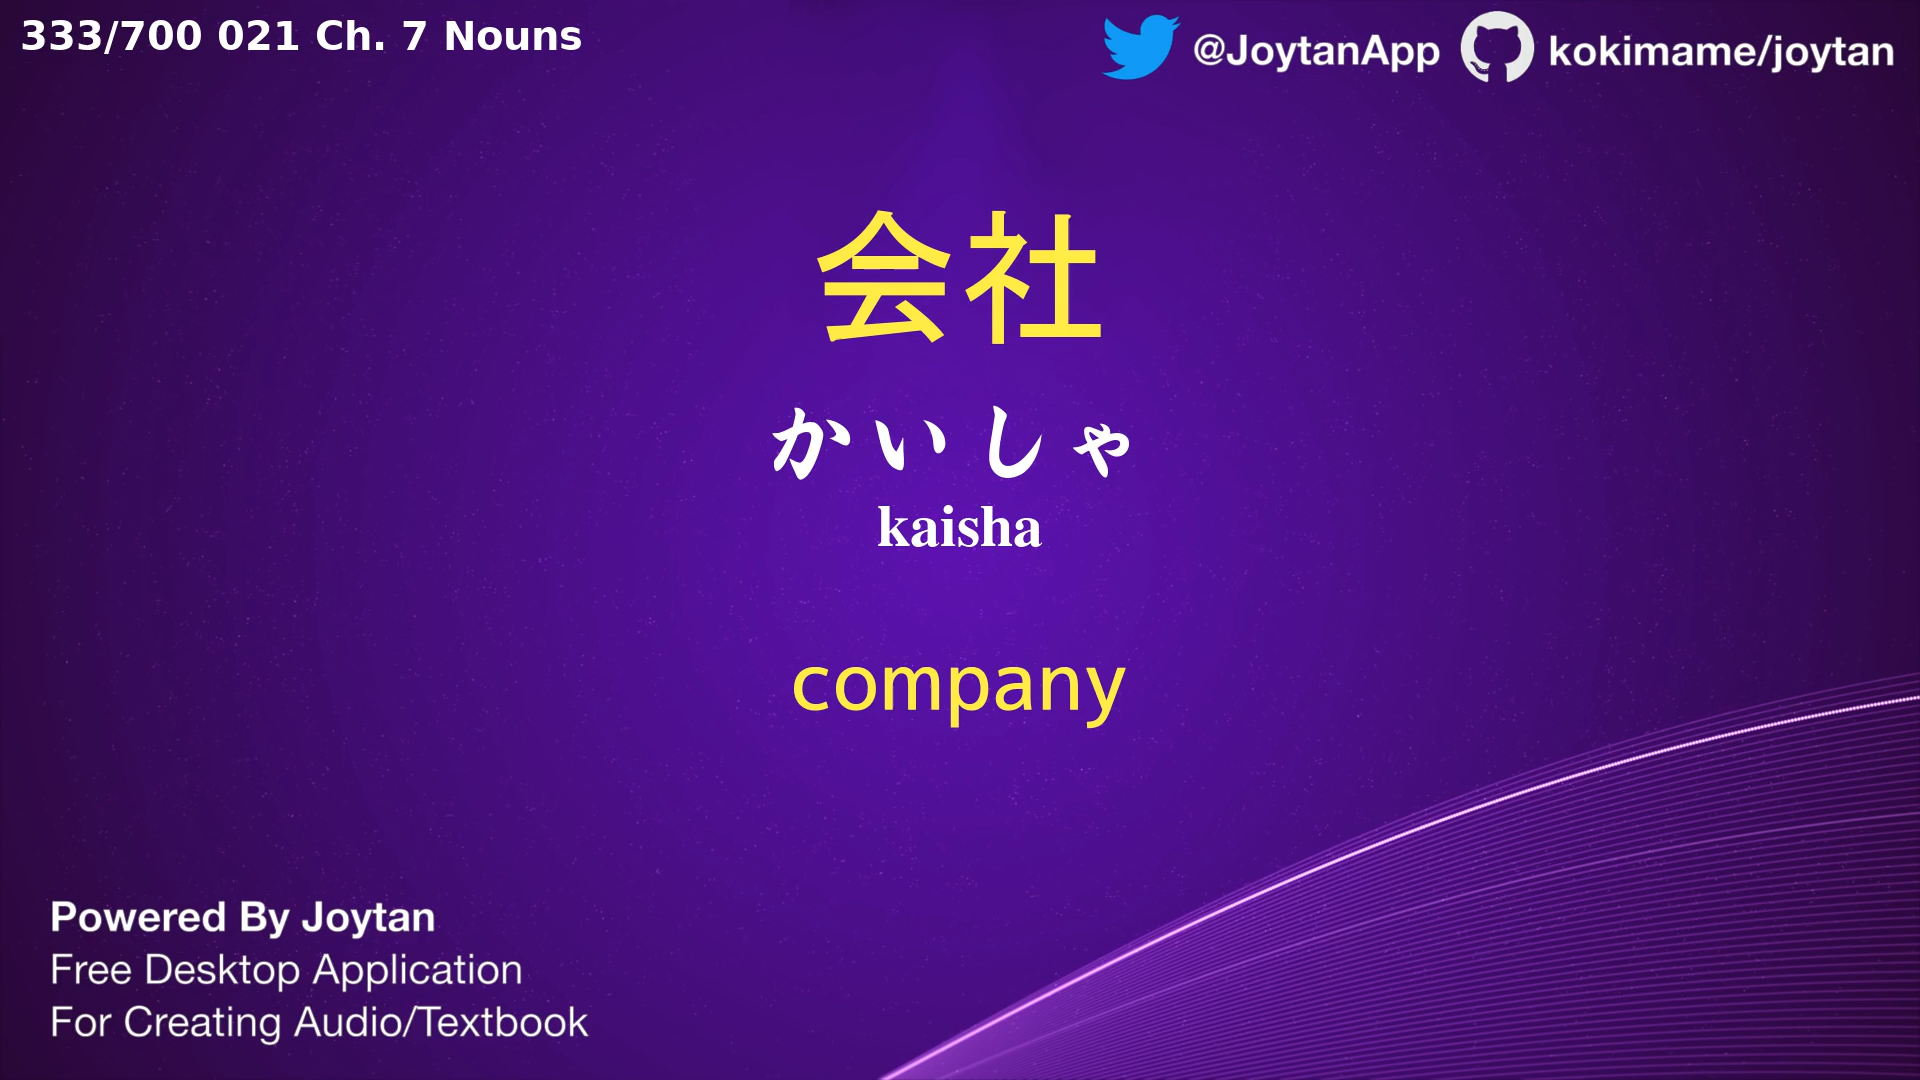 333/700 021 Ch. 7 Nouns
@JoytanApp kokimame/joytan
会社
かいしゃ
kaisha
company
Powered By Joytan
Free Desktop Application
For Creating Audio/Textbook